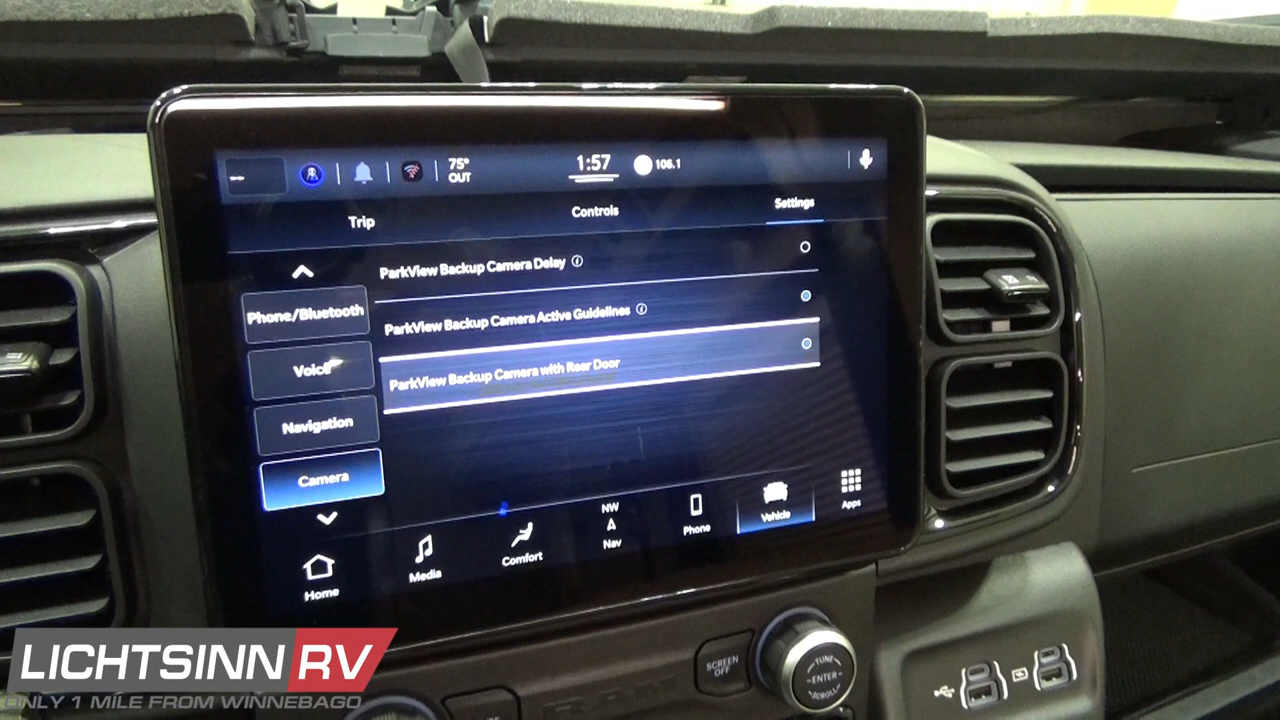 75°
OUT
1:57
106.1
Trip
Controls
Settings
ParkView Backup Camera Delay
Phone/Bluetooth
ParkView Backup Camera Active Guidelines
Voice
ParkView Backup Camera with Rear Door
Navigation
Camera
NW
Home
Media
Comfort
Nav
Phone
Vehicle
Apps
SCREEN
OFF
TUNE
ENTER
SCROLL
RAM
LICHTSINN RV
ONLY 1 MILE FROM WINNEBAGO